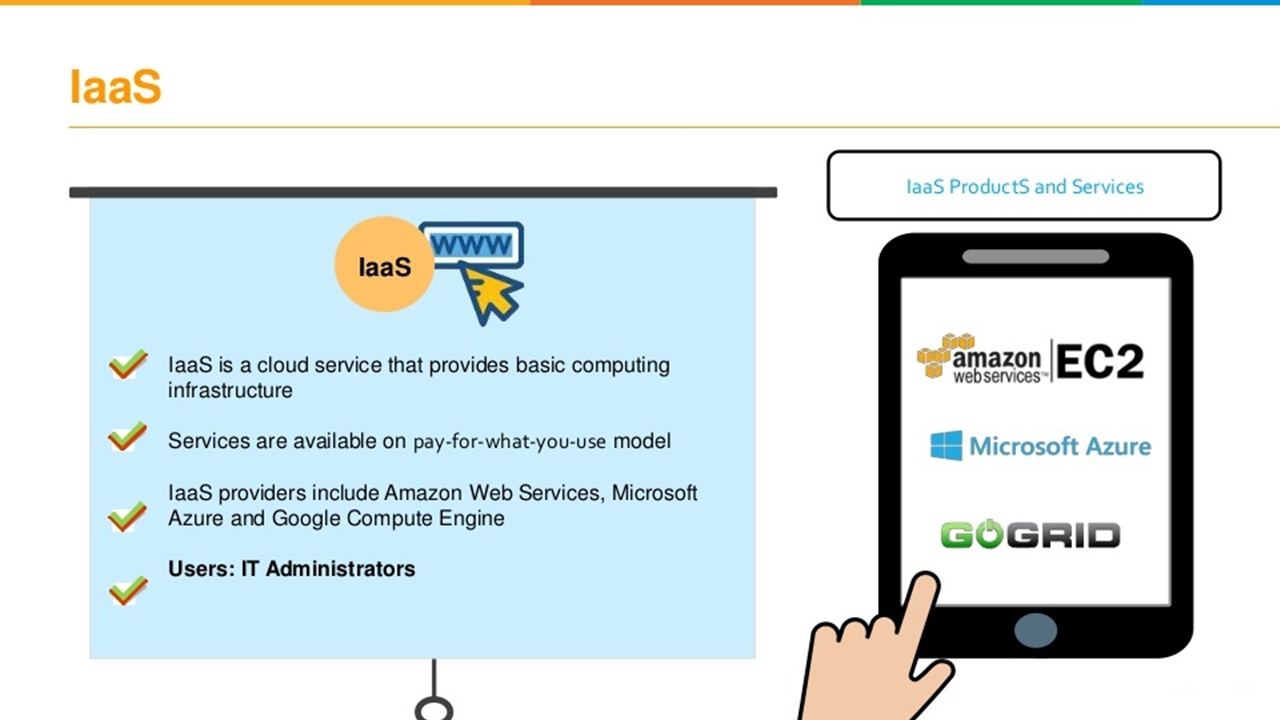 IaaS
IaaS ProductS and Services
IaaS
WWW
IaaS is a cloud service that provides basic computing
infrastructure
Services are available on pay-for-what-you-use model
IaaS providers include Amazon Web Services, Microsoft
Azure and Google Compute Engine
Users: IT Administrators
amazon
webservices™
EC2
Microsoft Azure
GOGRID